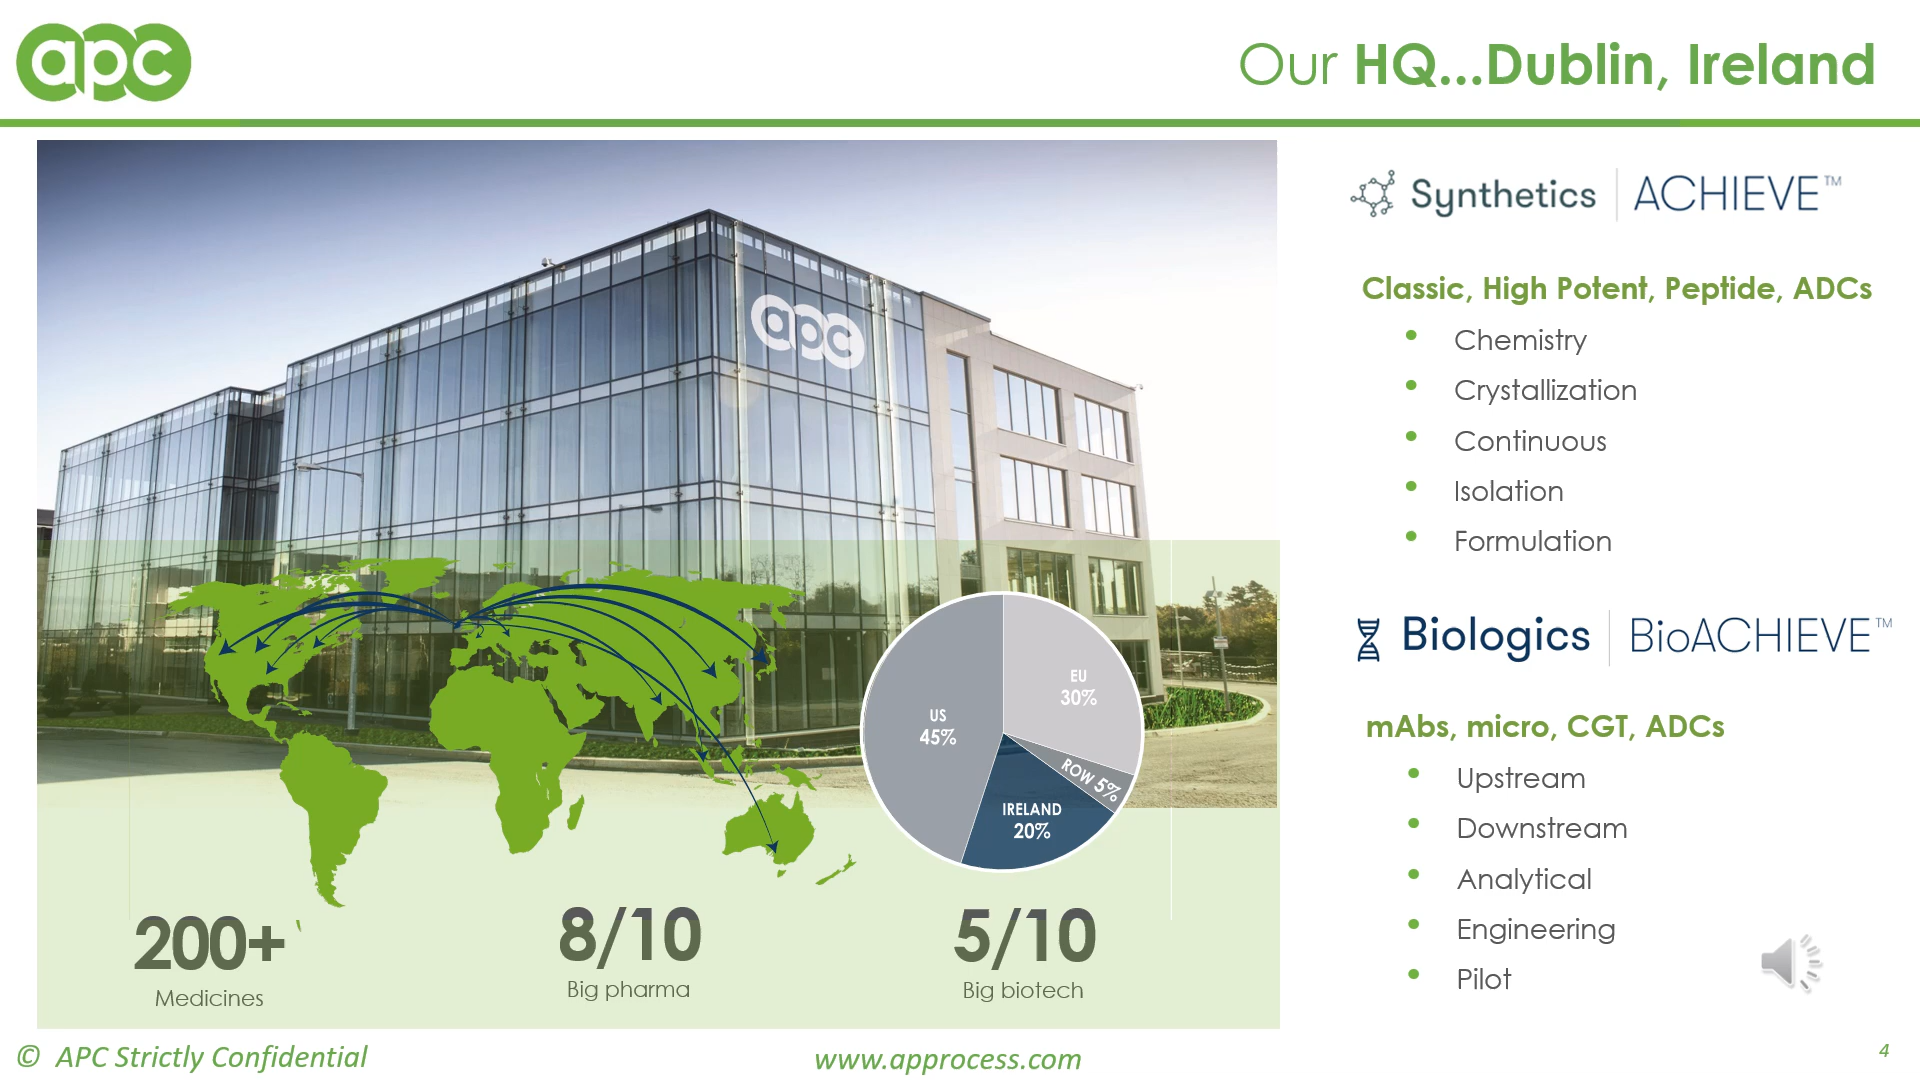 apc
Our HQ...Dublin, Ireland
apc
Synthetics | ACHIEVE™
Classic, High Potent, Peptide, ADCs
• Chemistry
• Crystallization
• Continuous
• Isolation
• Formulation
Biologics | BioACHIEVE™
mAbs, micro, CGT, ADCs
• Upstream
• Downstream
• Analytical
• Engineering
• Pilot
EU
30%
US
45%
ROW 5%
IRELAND
20%
200+
Medicines
8/10
Big pharma
5/10
Big biotech
© APC Strictly Confidential
www.approcess.com
4